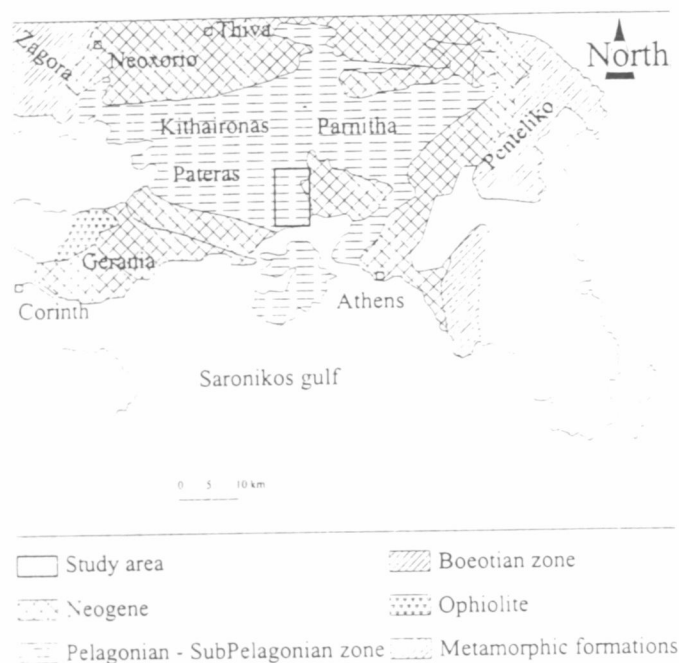 Zagora
Thiva
Neoxorio
North
Kithaironas
Parnitha
Penteliko
Pateras
Gerania
Corinth
Athens
Saronikos gulf
0 5 10 km
Study area
Boeotian zone
Neogene
Ophiolite
Pelagonian - SubPelagonian zone
Metamorphic formations